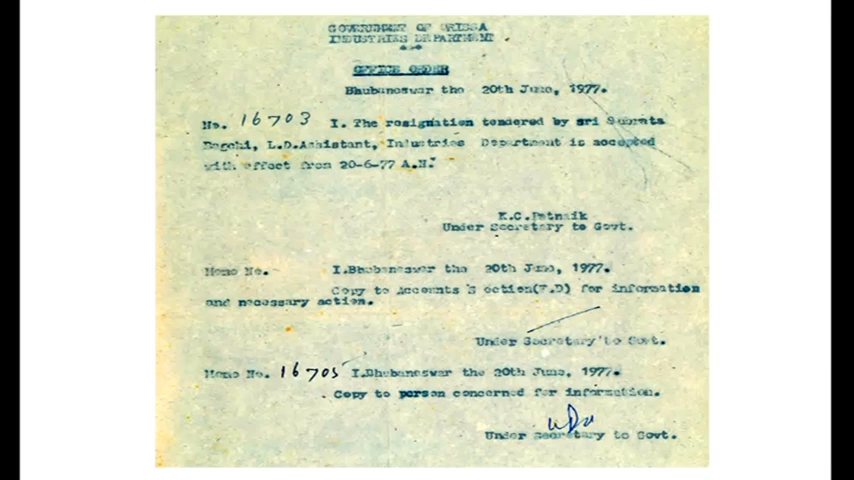 GOVERNMENT OF ORISSA
INDUSTRIES DEPARTMENT
***
OFFICE ORDER
Bhubaneswar the 20th June, 1977.
No. 16703 I. The resignation tendered by sri Subrata
Bagchi, L.D.Assistant, Industries Department is accepted
with effect from 20-6-77 A.N.
K.C.Patnaik
Under Secretary to Govt.
Memo No. I.Bhubaneswar the 20th June, 1977.
Copy to Accounts Section(F.D) for information
and necessary action.
Under Secretary to Govt.
Memo No. 16705 I.Bhubaneswar the 20th June, 1977.
Copy to person concerned for information.
Under Secretary to Govt.